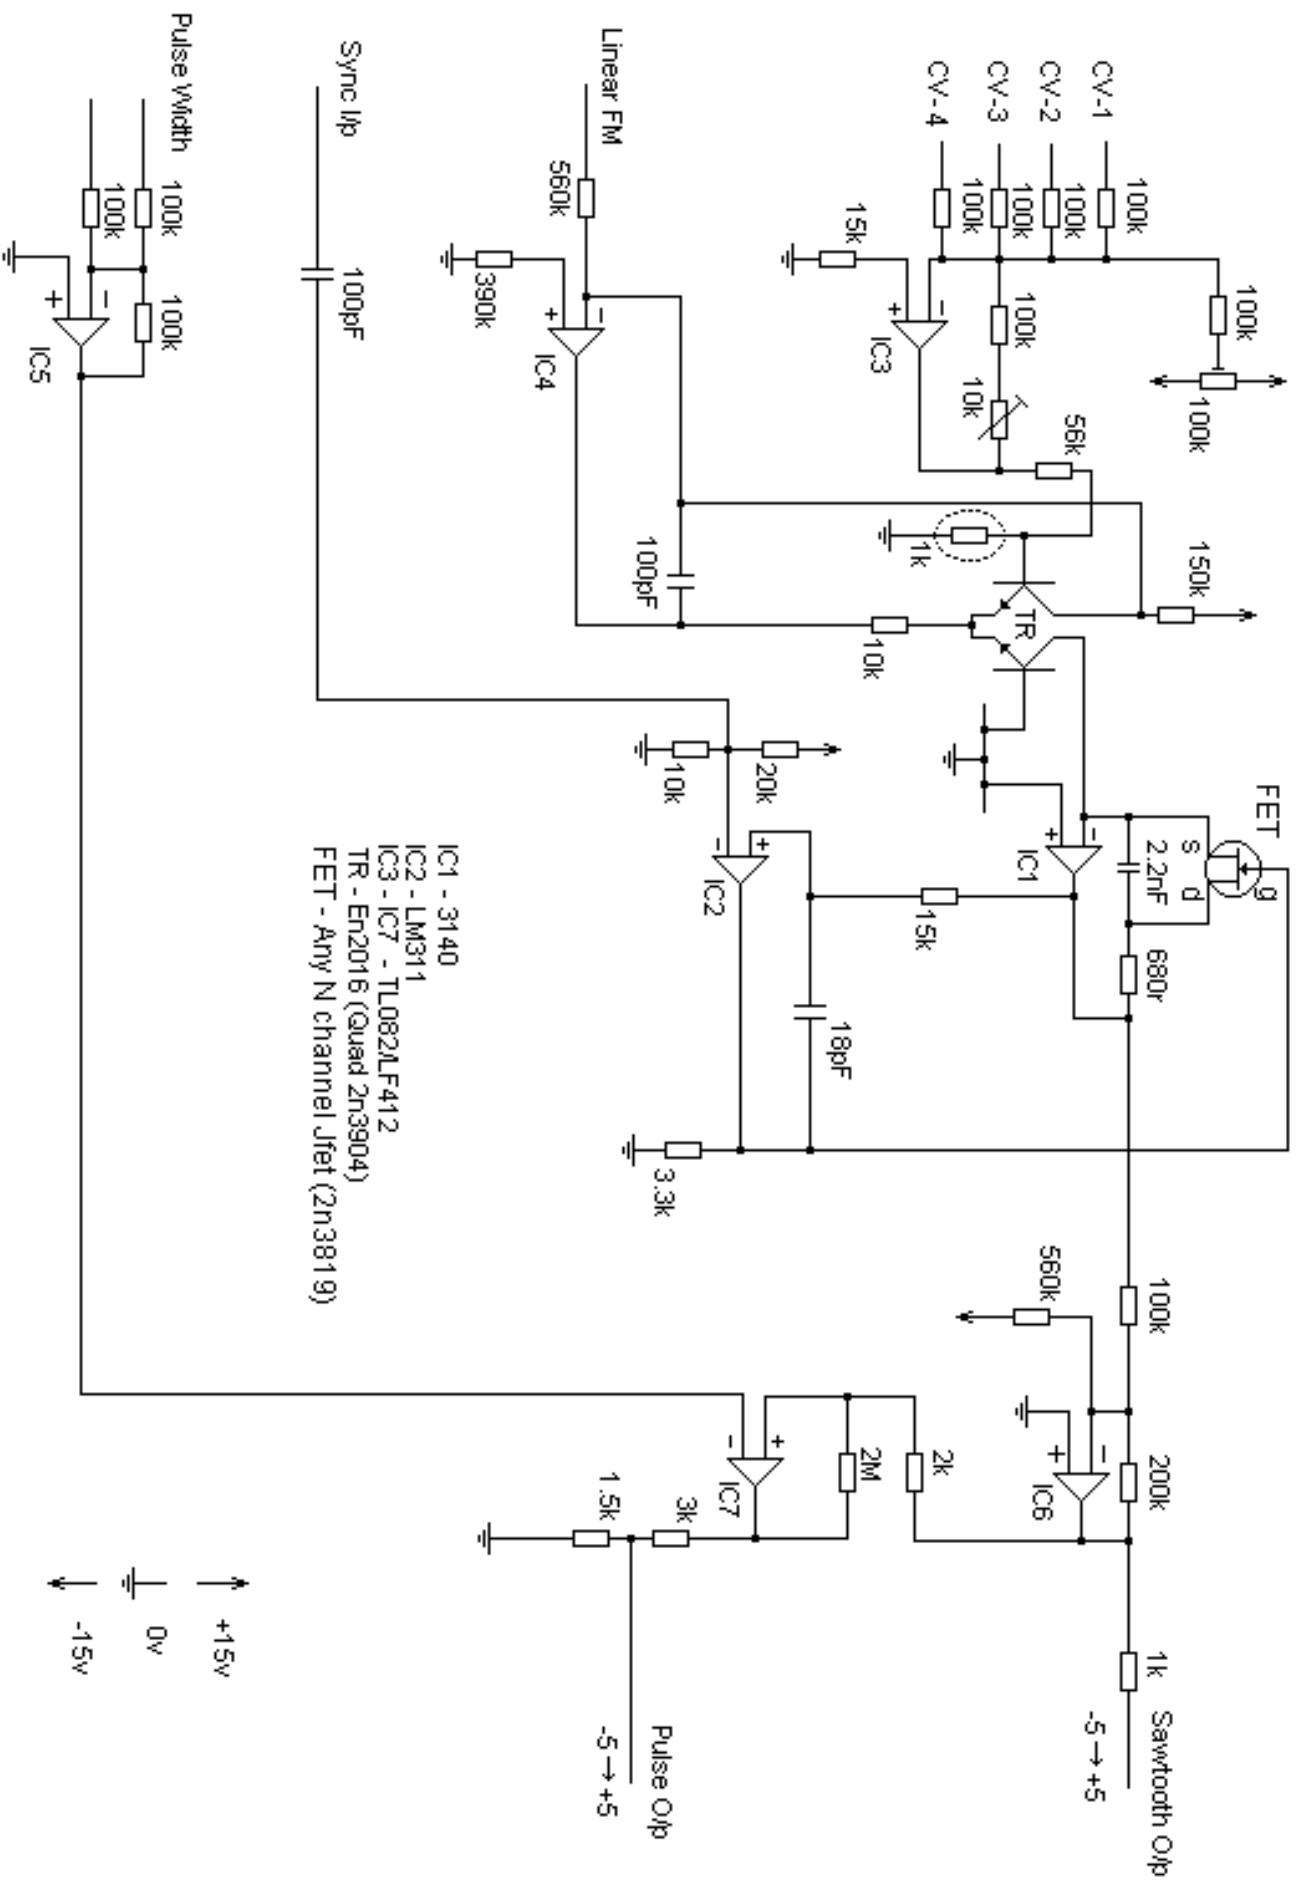 CV-1
CV-2
CV-3
CV-4
100k
100k
100k
100k
100k
100k
100k
10k
15k
IC3
56k
1k
150k
TR
FET
s
d
g
2.2nF
680r
IC1
+
-
Linear FM
560k
390k
IC4
100pF
10k
15k
18pF
Sync I/p
100pF
10k
20k
IC2
3.3k
100k
560k
200k
IC6
1k
Sawtooth O/p
-5→+5
2k
2M
IC7
3k
1.5k
Pulse O/p
-5→+5
Pulse Width
100k
100k
100k
IC5
IC1 - 3140
IC2 - LM311
IC3 - IC7 - TL082/LF412
TR - En2016 (Quad 2n3904)
FET - Any N channel Jfet (2n3819)
+15v
0v
-15v